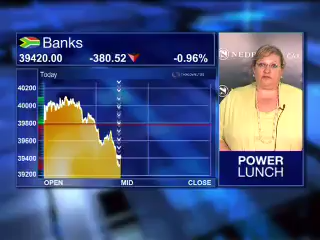 Banks
39420.00 -380.52 -0.96%
Today
40200
40000
39800
39600
39400
39200
OPEN MID CLOSE
NEDB
POWER
LUNCH